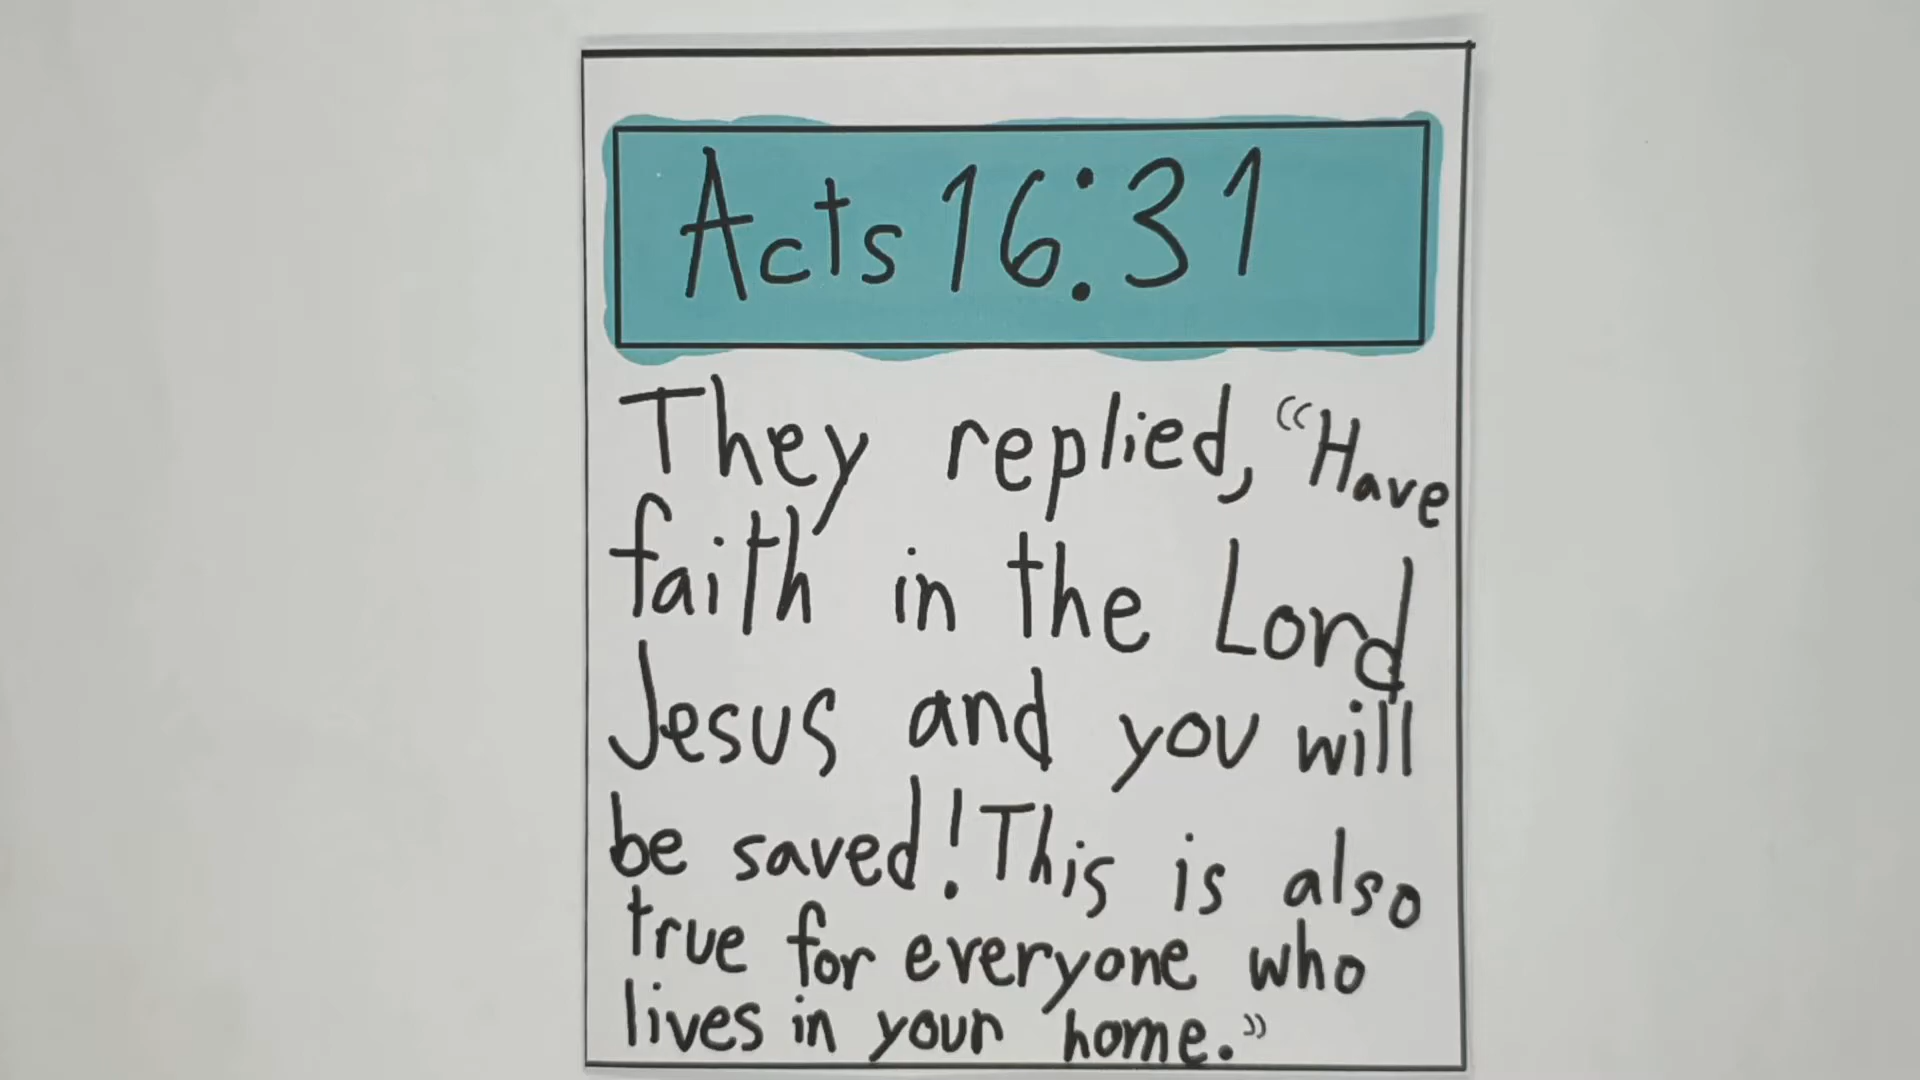 Acts 16:31
They replied, “Have
faith in the Lord
Jesus and you will
be saved! This is also
true for everyone who
lives in your home.”